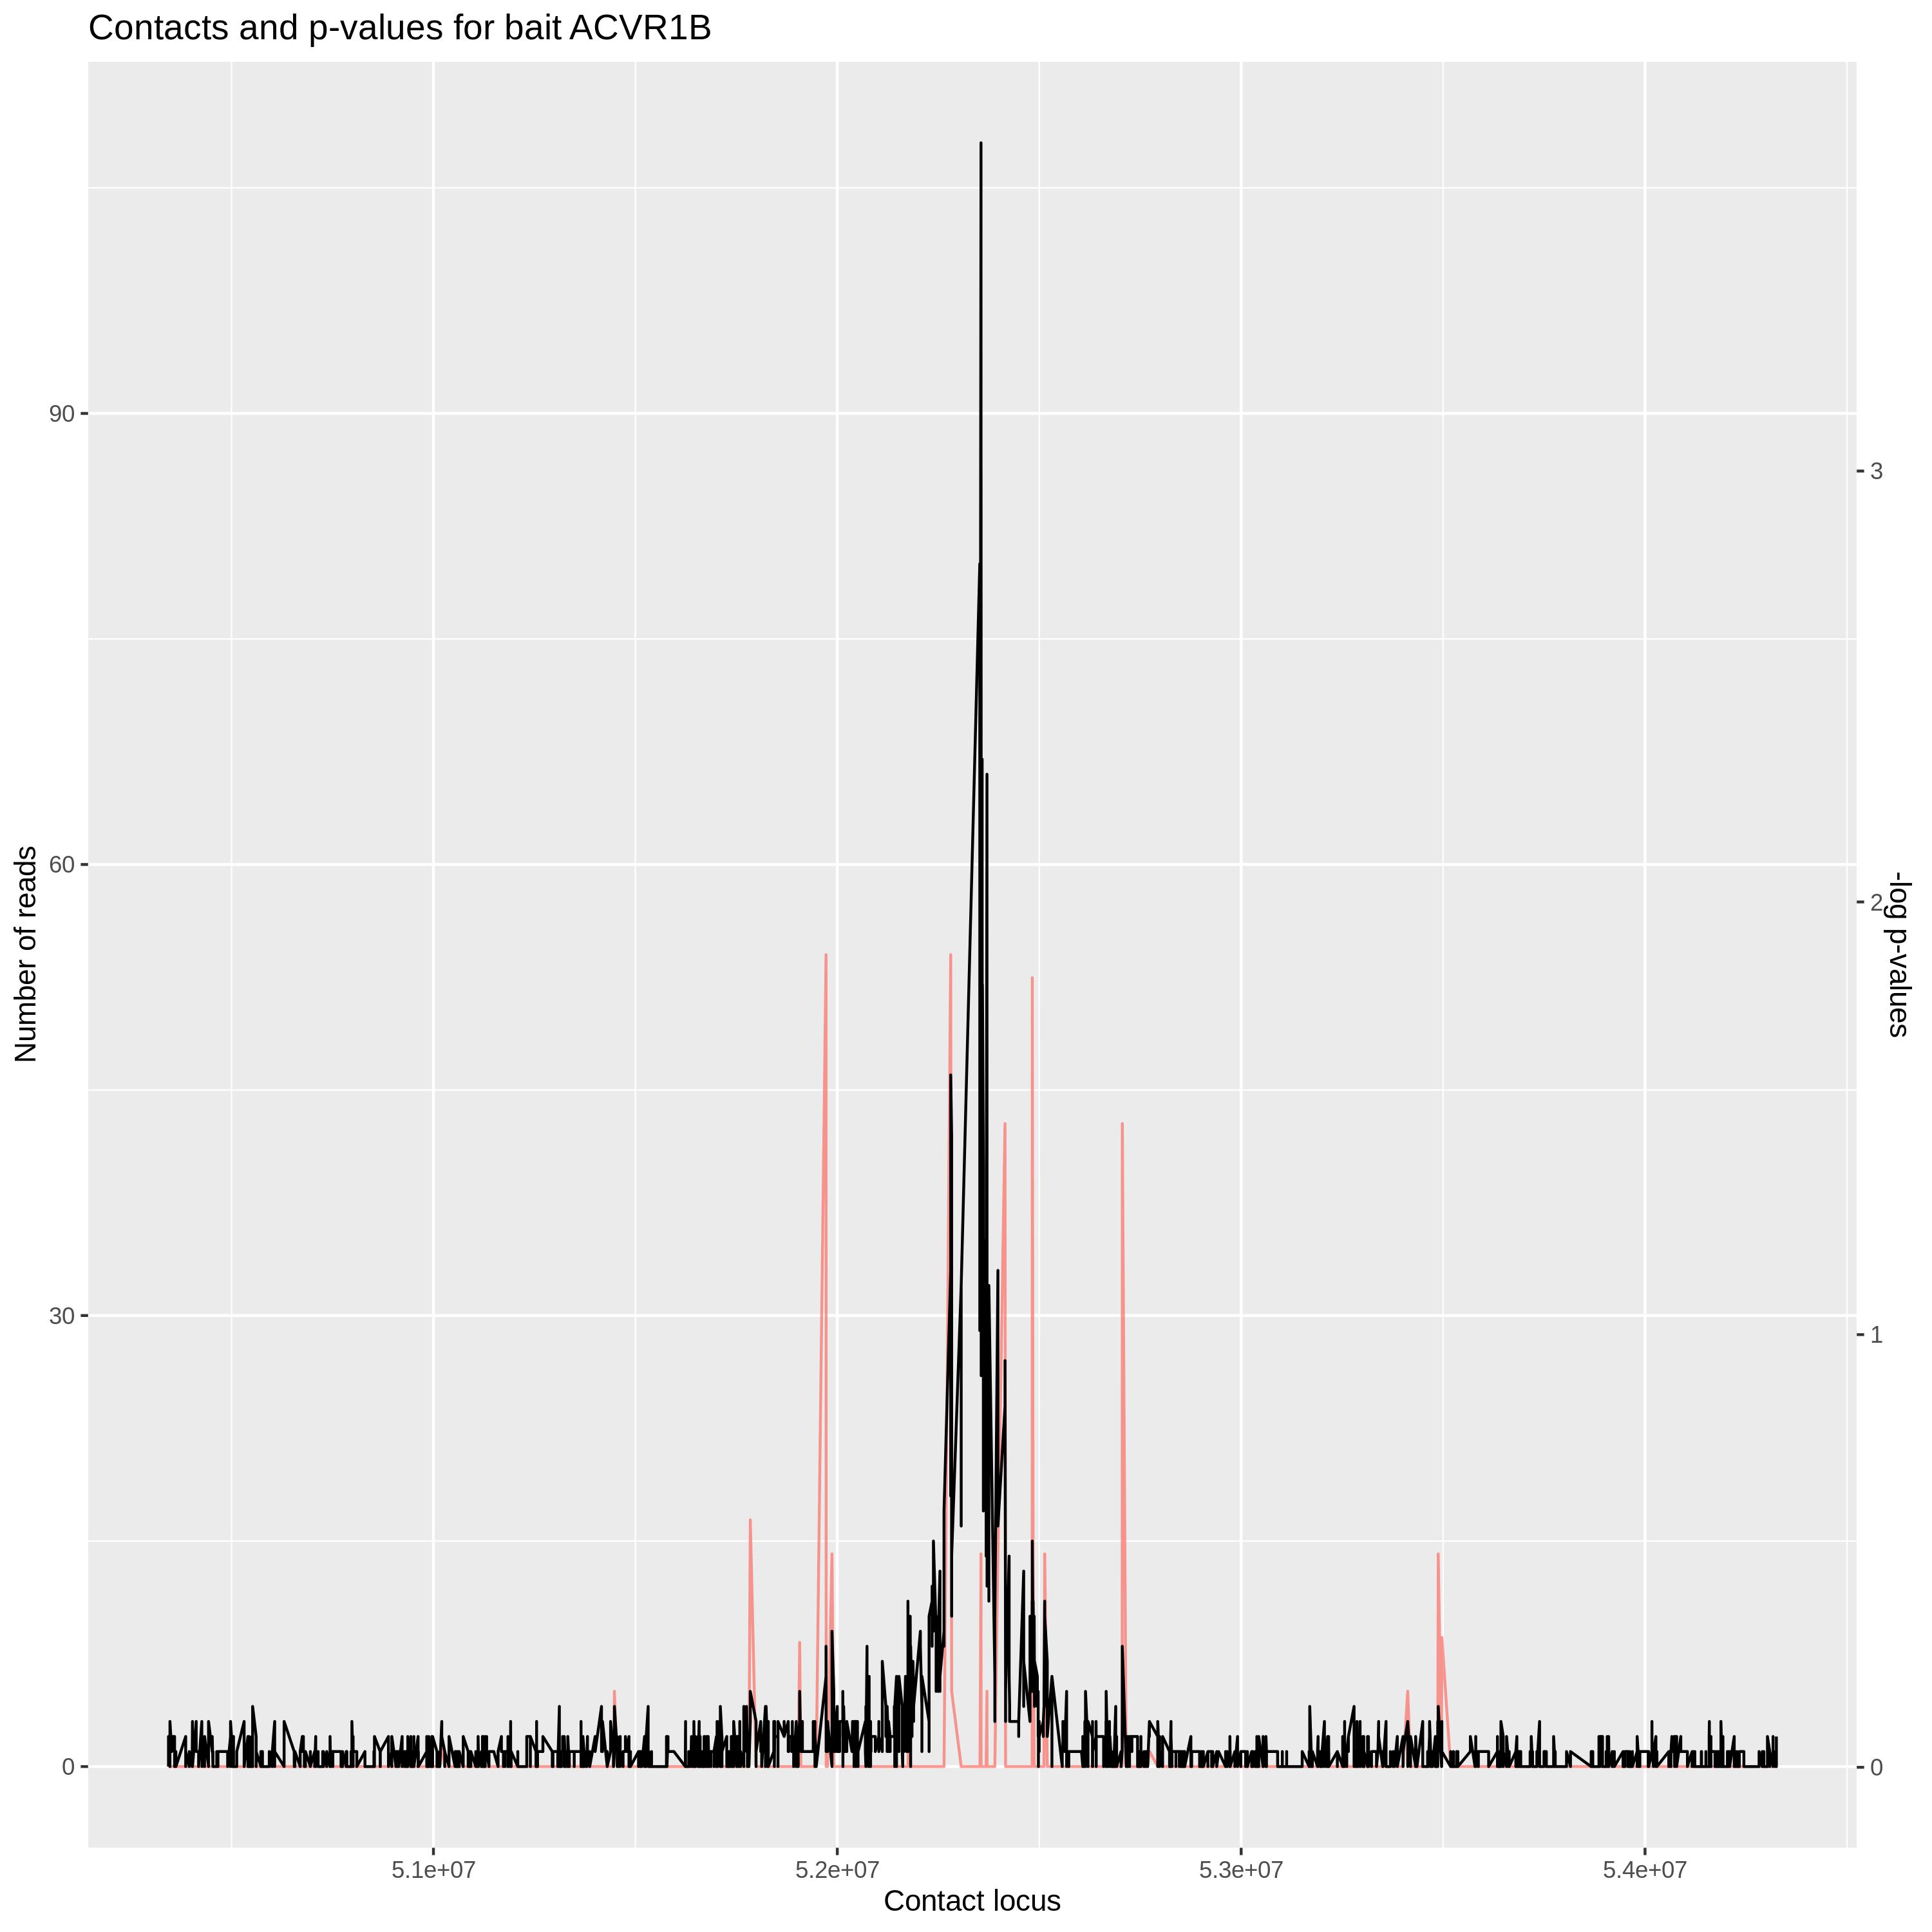 Contacts and p-values for bait ACVR1B
Number of reads
90
60
30
0
3
2
1
0
-log p-values
5.1e+07 5.2e+07 5.3e+07 5.4e+07
Contact locus